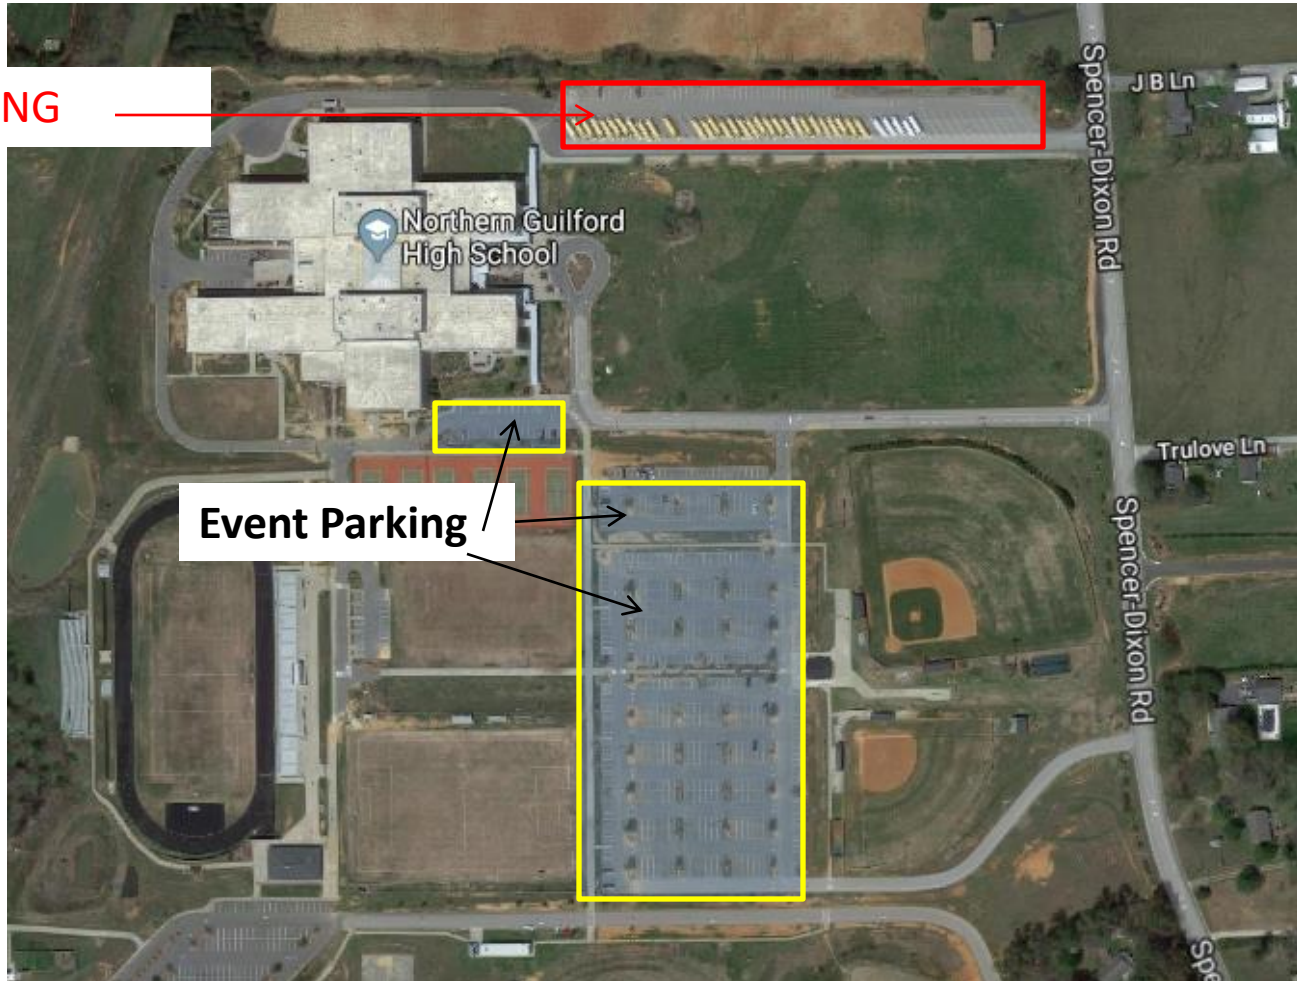 NG
Spencer-Dixon Rd
J B Ln
Northern Guilford
High School
Trulove Ln
Event Parking
Spencer-Dixon Rd
Spe